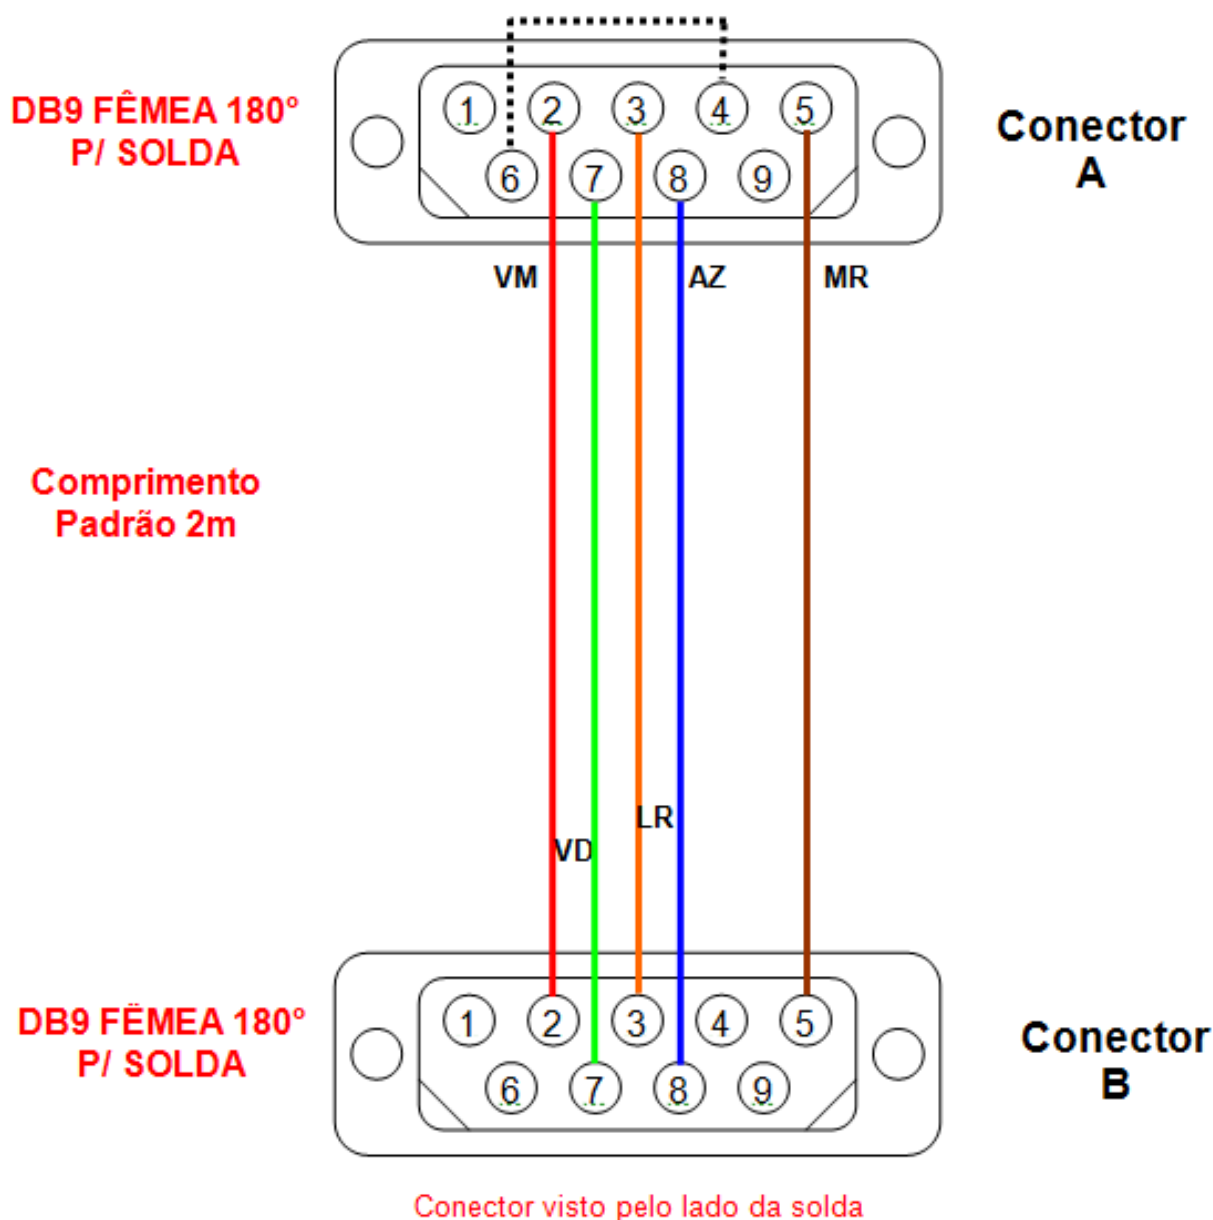 DB9 FÊMEA 180°
P/ SOLDA
1 2 3 4 5
6 7 8 9
Conector
A
VM
AZ
MR
Comprimento
Padrão 2m
LR
VD
DB9 FÊMEA 180°
P/ SOLDA
1 2 3 4 5
6 7 8 9
Conector
B
Conector visto pelo lado da solda